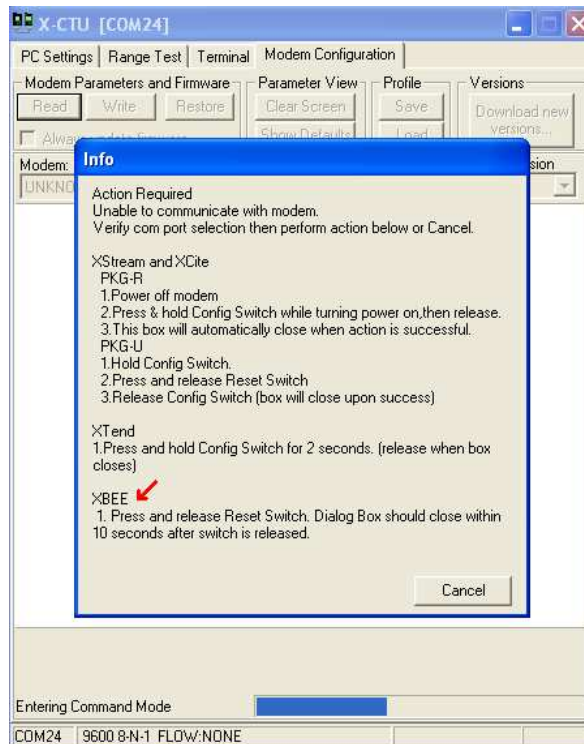 X-CTU [COM24]
PC Settings Range Test Terminal Modem Configuration
Modem Parameters and Firmware Parameter View Profile Versions
Read Write Restore Clear Screen Save Download new
versions...
Show Defaults Load
Modem:
Info
Action Required
Unable to communicate with modem.
Verify com port selection then perform action below or Cancel.
XStream and XCite
PKG-R
1.Power off modem
2.Press & hold Config Switch while turning power on,then release.
3.This box will automatically close when action is successful.
PKG-U
1.Hold Config Switch.
2.Press and release Reset Switch
3.Release Config Switch (box will close upon success)
XTend
1.Press and hold Config Switch for 2 seconds. (release when box
closes)
XBEE
1. Press and release Reset Switch. Dialog Box should close within
10 seconds after switch is released.
Cancel
Entering Command Mode
COM24 9600 8-N-1 FLOW:NONE